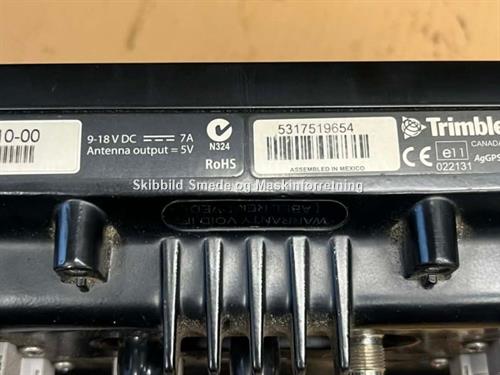 10-00
9-18 V DC 7A
Antenna output = 5V
N324
RoHS
5317519654
ASSEMBLED IN MEXICO
Trimble
CE e11
022131
CANADA
AgGPS
Skibbild Smede og Maskinforretning
WARRANTY VOID IF